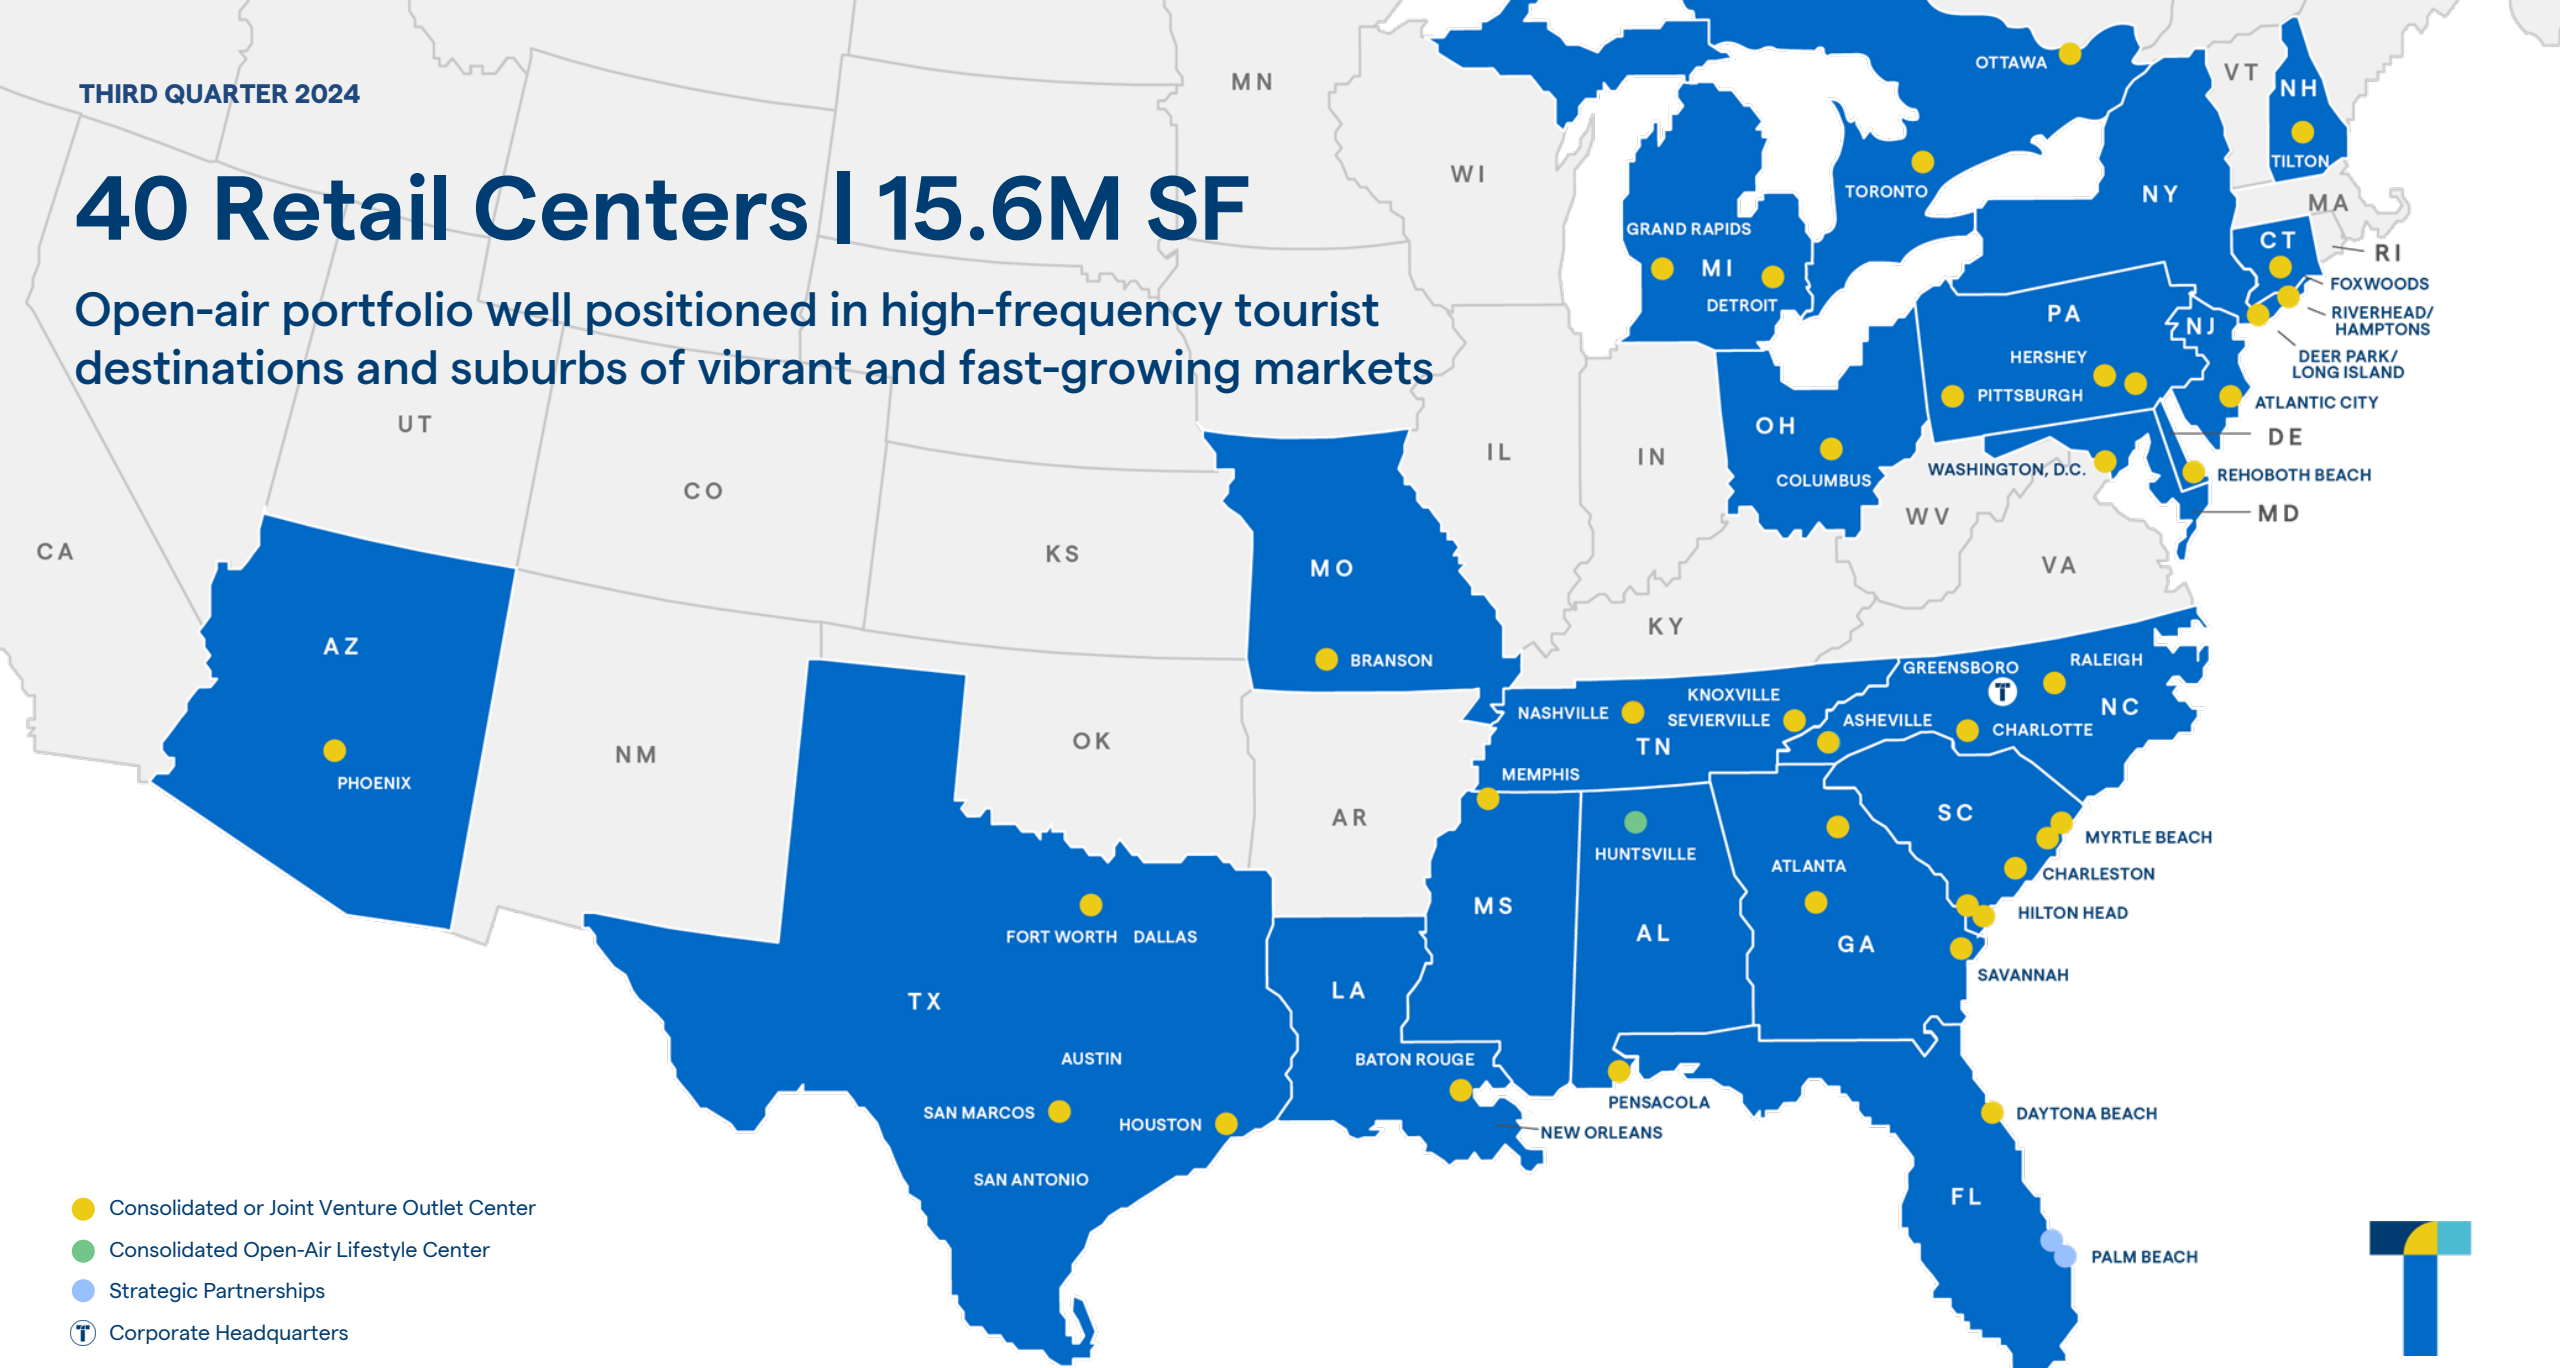 THIRD QUARTER 2024
40 Retail Centers | 15.6M SF
Open-air portfolio well positioned in high-frequency tourist
destinations and suburbs of vibrant and fast-growing markets
MN
WI
OTTAWA
TORONTO
VT
NH
TILTON
NY
MA
CT
RI
FOXWOODS
RIVERHEAD/
HAMPTONS
DEER PARK/
LONG ISLAND
GRAND RAPIDS
MI
DETROIT
PA
NJ
HERSHEY
PITTSBURGH
ATLANTIC CITY
DE
REHOBOTH BEACH
MD
WASHINGTON, D.C.
OH
COLUMBUS
UT
CO
CA
KS
MO
BRANSON
IL
IN
WV
VA
KY
AZ
PHOENIX
NM
OK
AR
NASHVILLE
KNOXVILLE
SEVIERVILLE
TN
MEMPHIS
GREENSBORO
T
RALEIGH
NC
ASHEVILLE
CHARLOTTE
SC
MYRTLE BEACH
CHARLESTON
HILTON HEAD
SAVANNAH
HUNTSVILLE
ATLANTA
GA
MS
AL
FORT WORTH
DALLAS
TX
LA
AUSTIN
SAN MARCOS
HOUSTON
SAN ANTONIO
BATON ROUGE
NEW ORLEANS
PENSACOLA
DAYTONA BEACH
FL
PALM BEACH
Consolidated or Joint Venture Outlet Center
Consolidated Open-Air Lifestyle Center
Strategic Partnerships
T
Corporate Headquarters